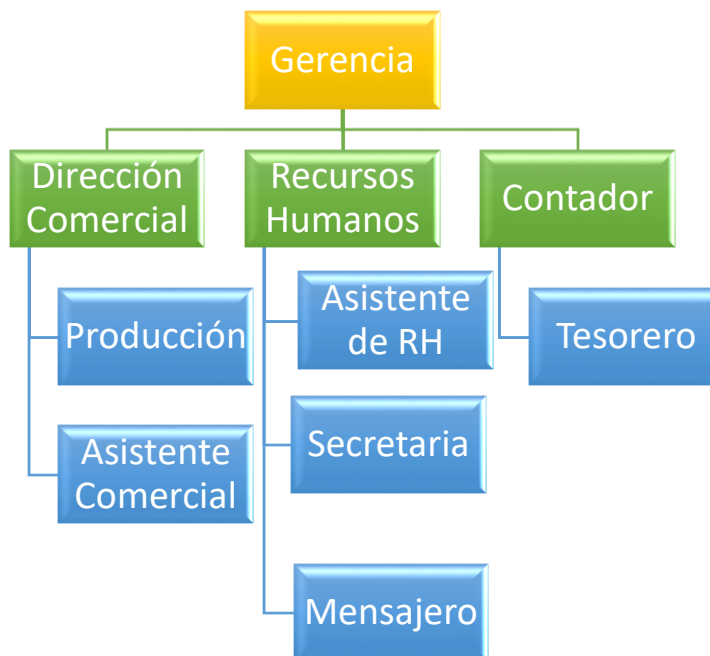 Gerencia
Dirección
Comercial
Recursos
Humanos
Contador
Producción
Asistente
Comercial
Asistente
de RH
Secretaria
Mensajero
Tesorero